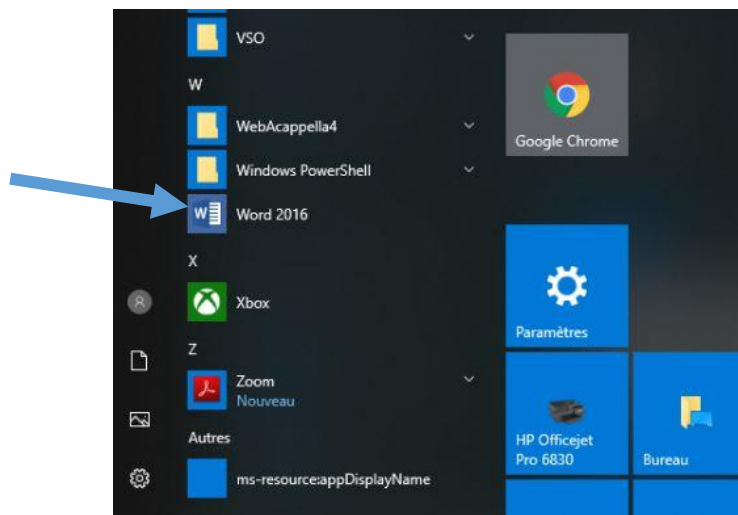 VSO
W
WebAcappella4
Windows PowerShell
Word 2016
X
Xbox
Z
Zoom
Nouveau
Autres
ms-resource:appDisplayName
Google Chrome
Paramètres
HP Officejet
Pro 6830
Bureau